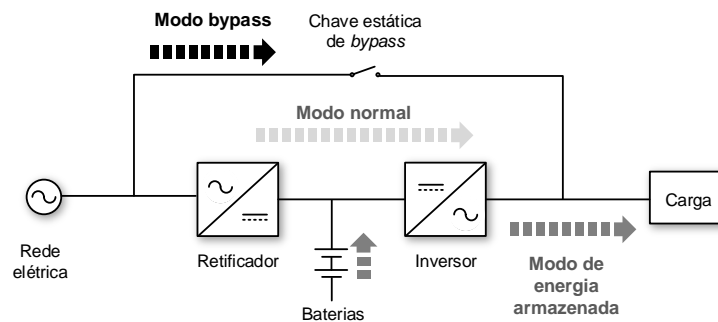 Modo bypass
Chave estática
de bypass
Modo normal
Rede
elétrica
Retificador
Baterias
Inversor
Carga
Modo de
energia
armazenada